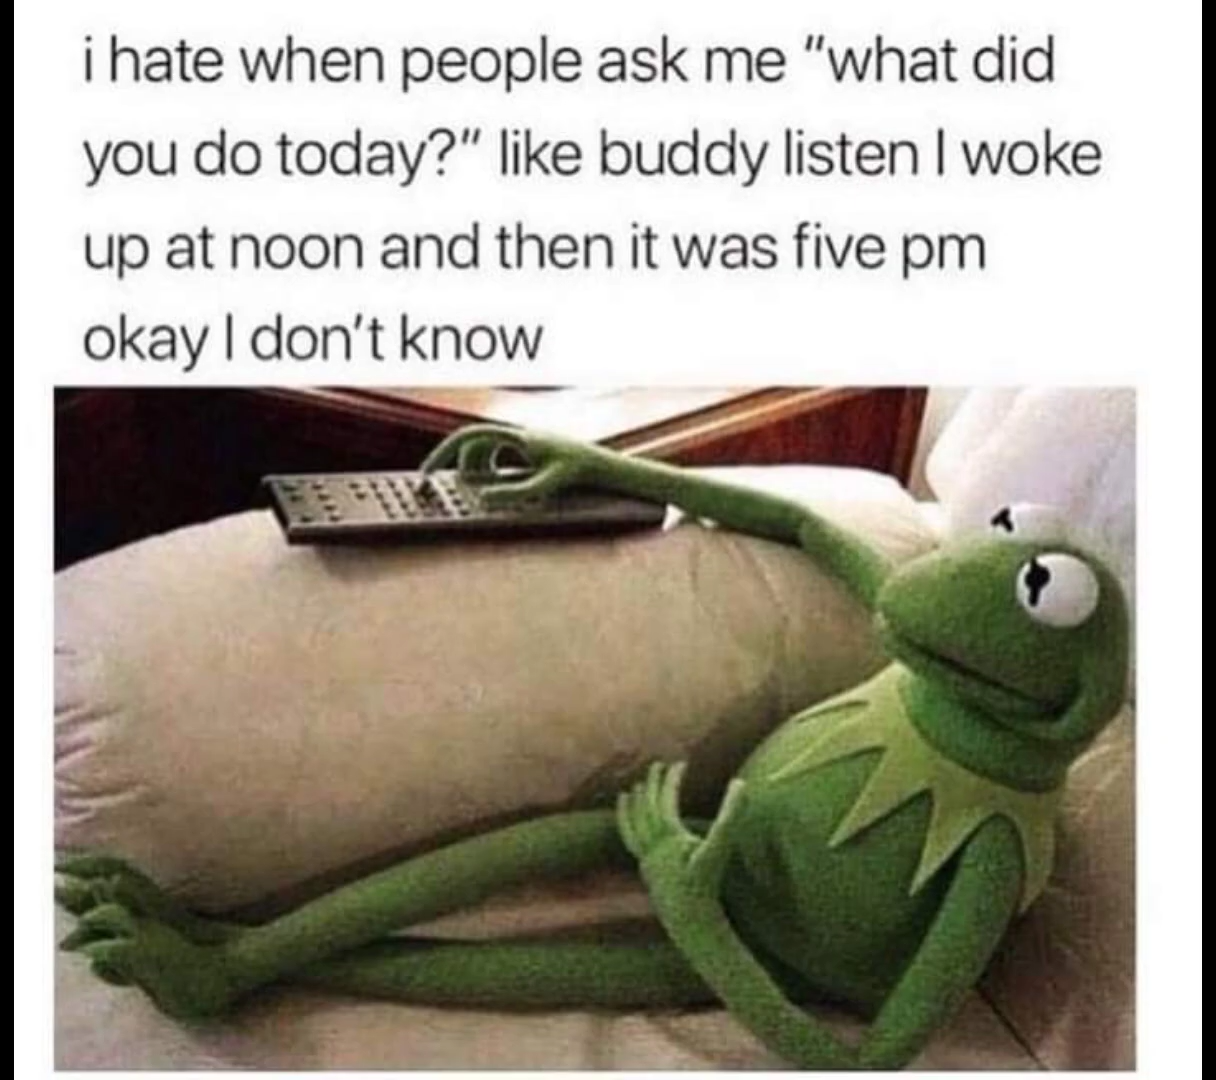 i hate when people ask me "what did
you do today?" like buddy listen I woke
up at noon and then it was five pm
okay I don't know